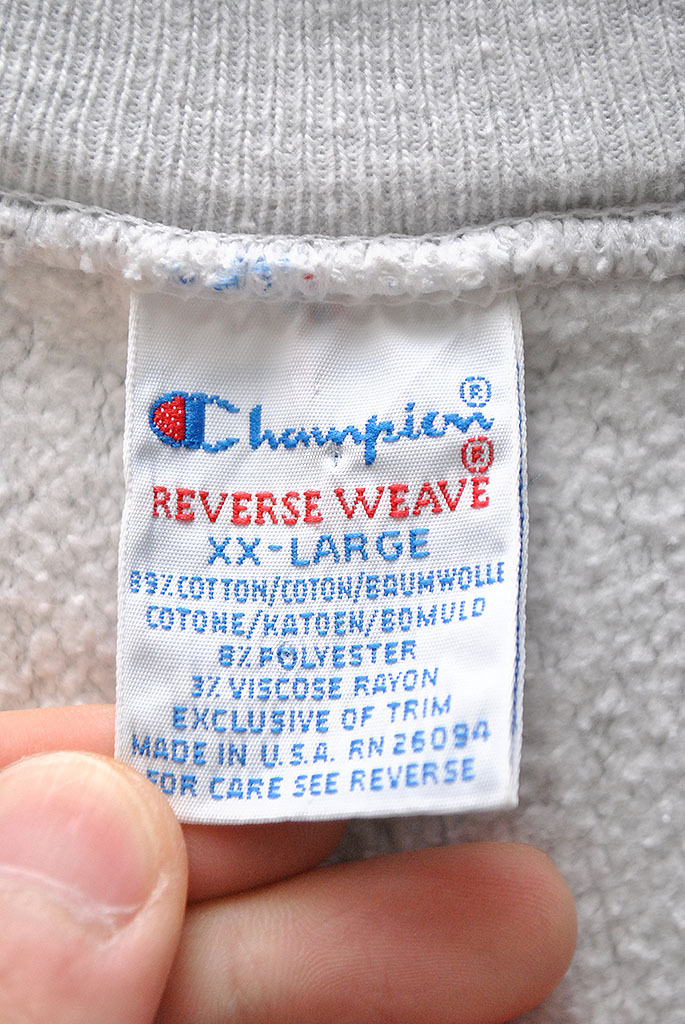 Champion®
®
REVERSE WEAVE
XX-LARGE
89% COTTON/COTON/BAUMWOLLE
COTONE/KATOEN/BOMULD
8% POLYESTER
3% VISCOSE RAYON
EXCLUSIVE OF TRIM
MADE IN U.S.A. RN 26094
FOR CARE SEE REVERSE